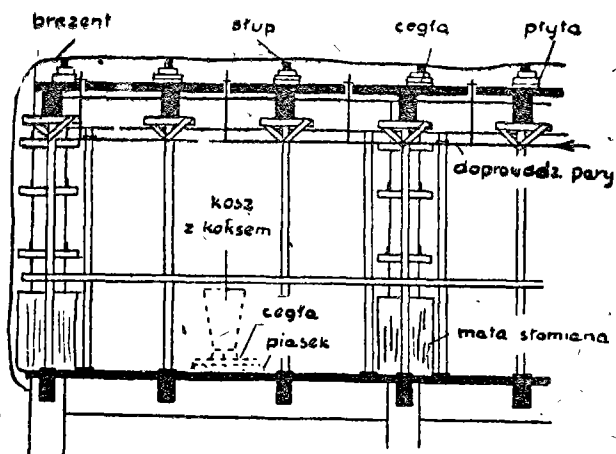 brezent
słup
cegła
płyta
doprowadz pary
kosz
z koksem
cegła
piasek
mata słomiana